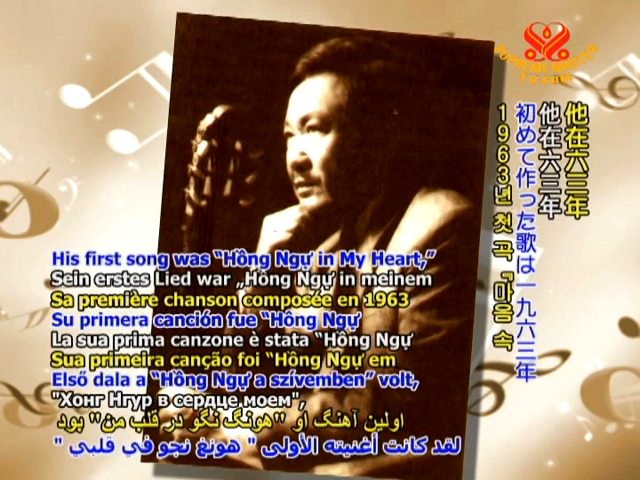 SUPREME MASTER
TELEVISION
His first song was “Hồng Ngự in My Heart,”
Sein erstes Lied war „Hồng Ngự in meinem
Sa première chanson composée en 1963
Su primera canción fue “Hồng Ngự
La sua prima canzone è stata “Hồng Ngự
Sua primeira canção foi “Hồng Ngự em
Első dala a “Hồng Ngự a szívemben” volt,
"Хонг Нгур в сердце моем",
اولین آهنگ او "هونگ نگو در قلب من" بود
لقد كانت أغنيته الأولى " هونغ نجو في قلبي "
他在六三年
他在六三年
初めて作った歌は一九六三年
1963년 첫 곡 『마음 속